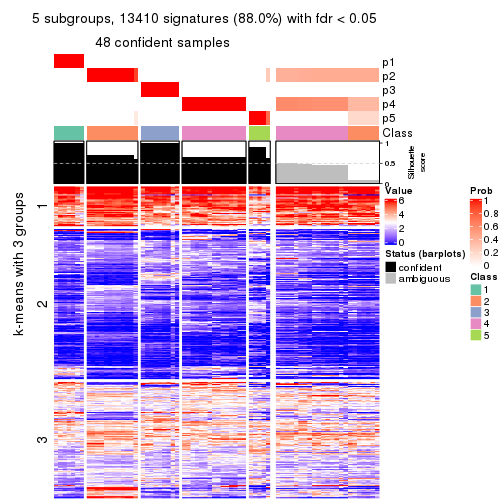 5 subgroups, 13410 signatures (88.0%) with fdr < 0.05
48 confident samples
p1
p2
p3
p4
p5
Class
1
0.5
0
Silhouette
score
k-means with 3 groups
1
2
3
Value
6
4
2
0
Status (barplots)
confident
ambiguous
Prob
1
0.8
0.6
0.4
0.2
0
Class
1
2
3
4
5